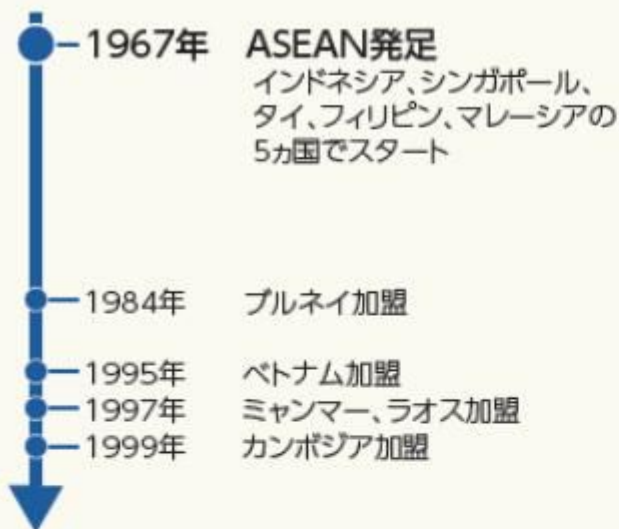 1967年 ASEAN発足
インドネシア、シンガポール、
タイ、フィリピン、マレーシアの
5ヵ国でスタート
1984年 ブルネイ加盟
1995年 ベトナム加盟
1997年 ミャンマー、ラオス加盟
1999年 カンボジア加盟